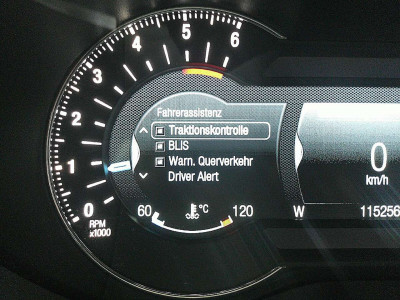 6
5
4
3
2
1
0
RPM
x1000
Fahrerassistenz
Traktionskontrolle
BLIS
Warn. Querverkehr
Driver Alert
60 °C 120
0
km/h
W 115256